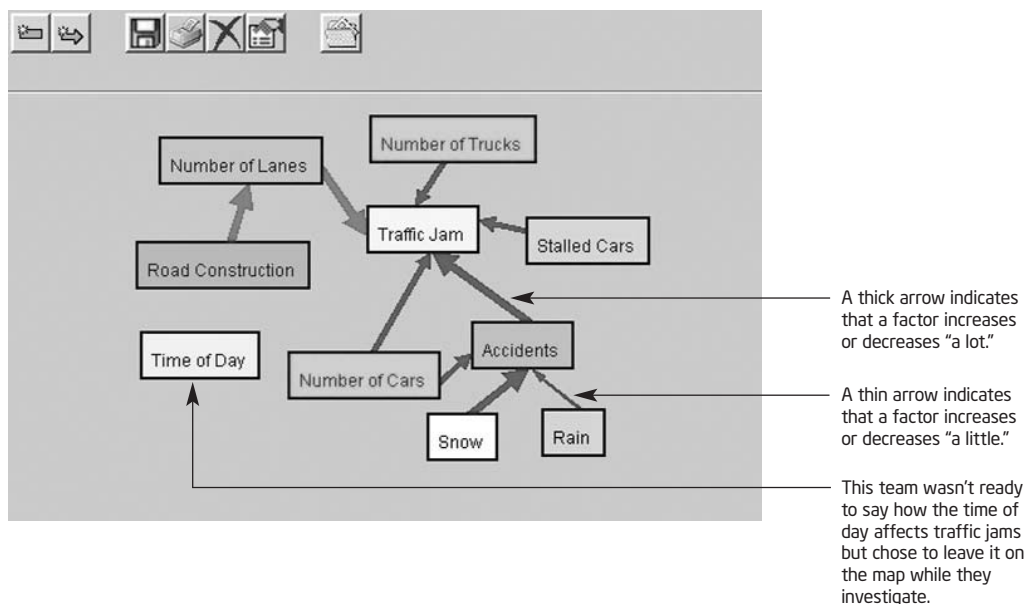 Number of Trucks
Number of Lanes
Traffic Jam
Stalled Cars
Road Construction
Time of Day
Accidents
Number of Cars
Snow
Rain
A thick arrow indicates
that a factor increases
or decreases “a lot.”
A thin arrow indicates
that a factor increases
or decreases “a little.”
This team wasn’t ready
to say how the time of
day affects traffic jams
but chose to leave it on
the map while they
investigate.